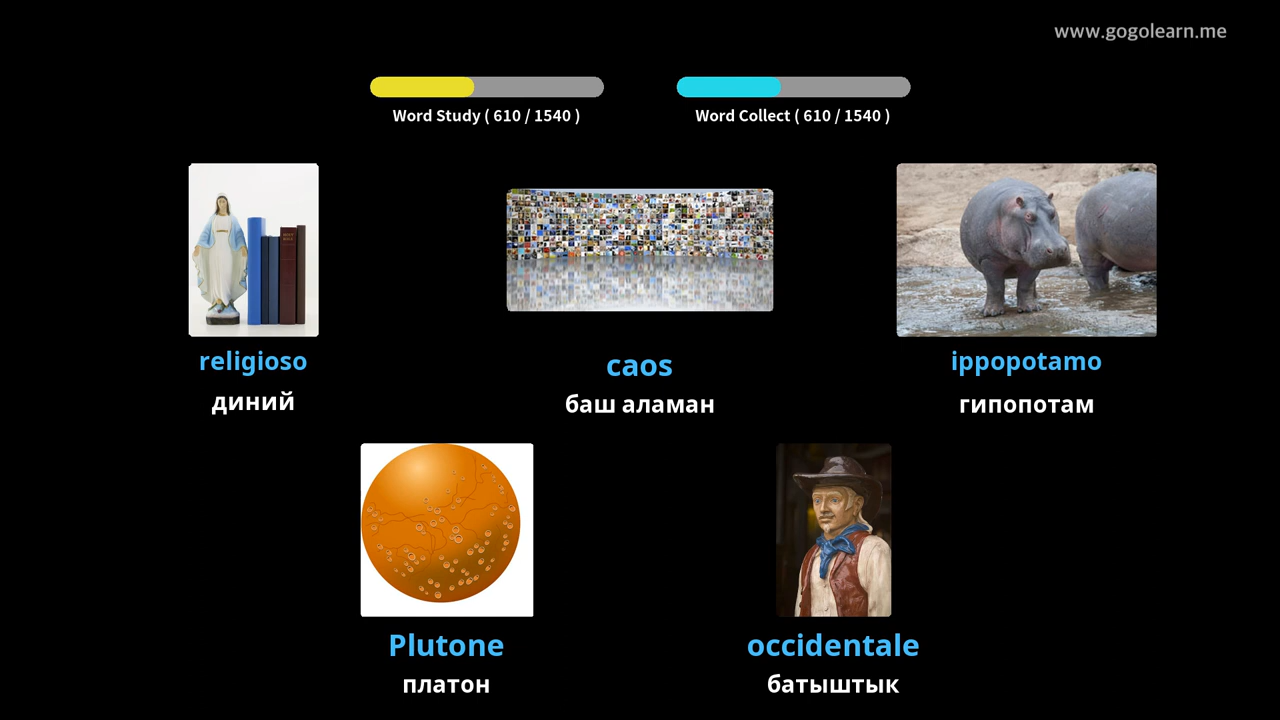 www.gogolearn.me
Word Study ( 610 / 1540 )
Word Collect ( 610 / 1540 )
religioso
диний
caos
баш аламан
ippopotamo
гипопотам
Plutone
платон
occidentale
батыштык